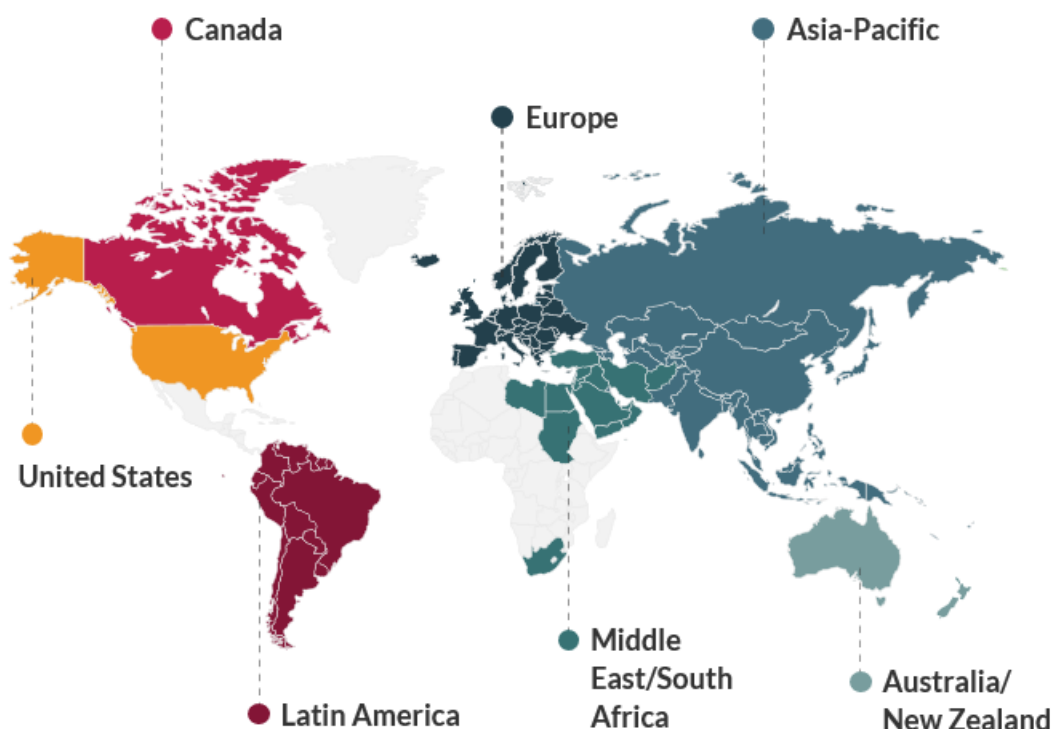 Canada
Asia-Pacific
Europe
United States
Middle
East/South
Africa
Australia/
New Zealand
Latin America